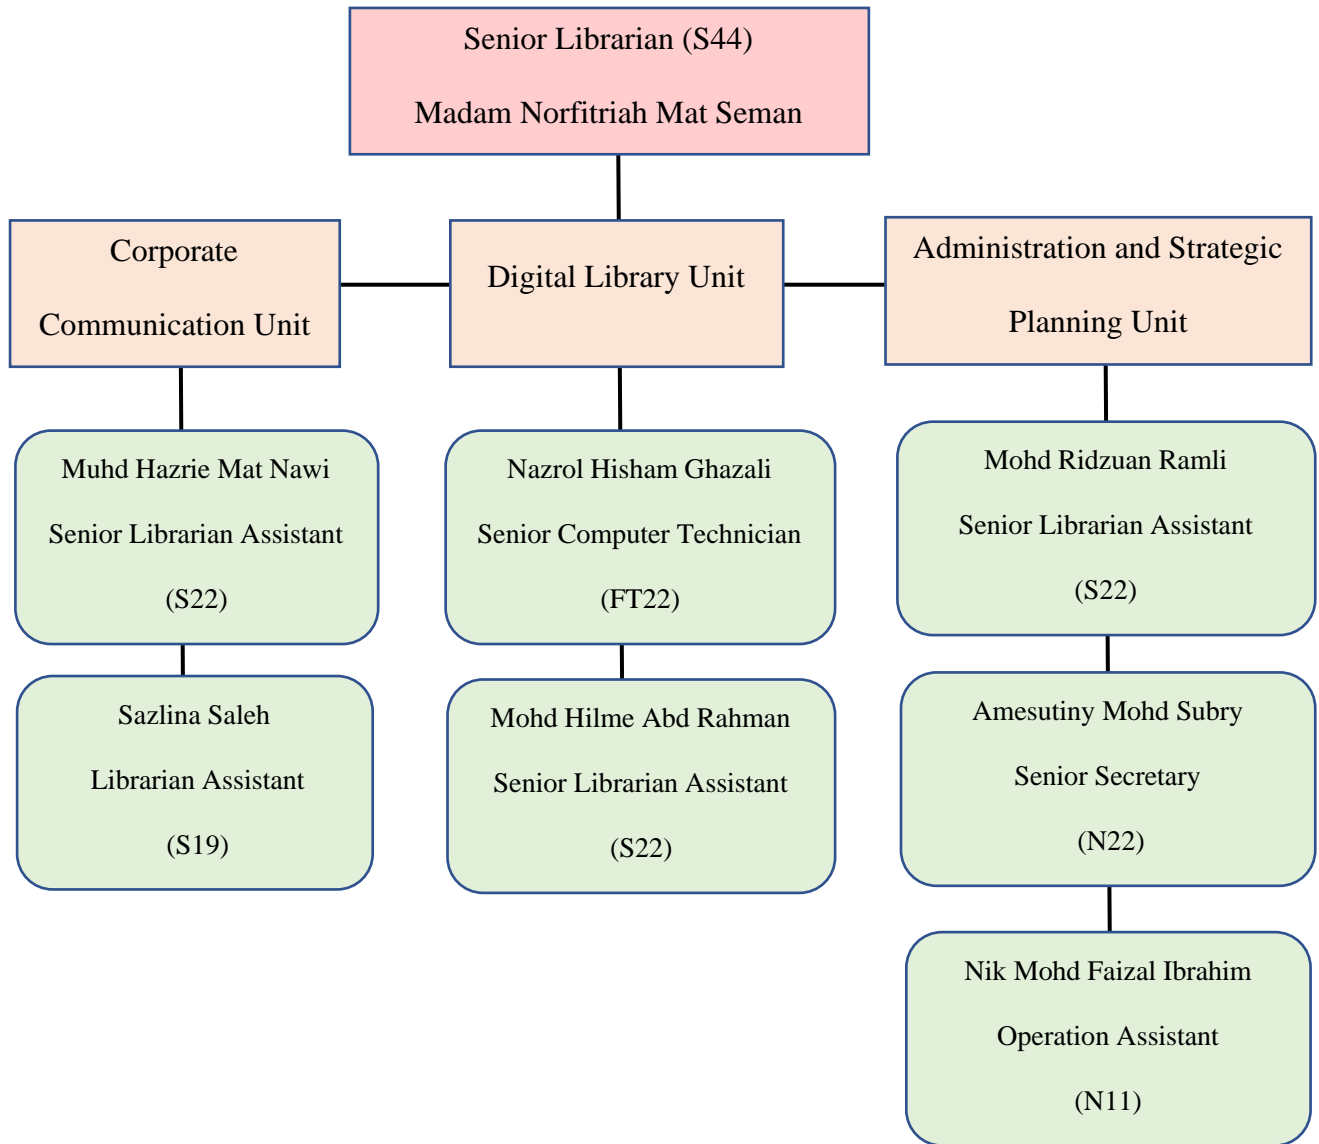 Senior Librarian (S44)
Madam Norfitriah Mat Seman
Corporate
Communication Unit
Digital Library Unit
Administration and Strategic
Planning Unit
Muhd Hazrie Mat Nawi
Senior Librarian Assistant
(S22)
Sazlina Saleh
Librarian Assistant
(S19)
Nazrol Hisham Ghazali
Senior Computer Technician
(FT22)
Mohd Hilme Abd Rahman
Senior Librarian Assistant
(S22)
Mohd Ridzuan Ramli
Senior Librarian Assistant
(S22)
Amesutiny Mohd Subry
Senior Secretary
(N22)
Nik Mohd Faizal Ibrahim
Operation Assistant
(N11)